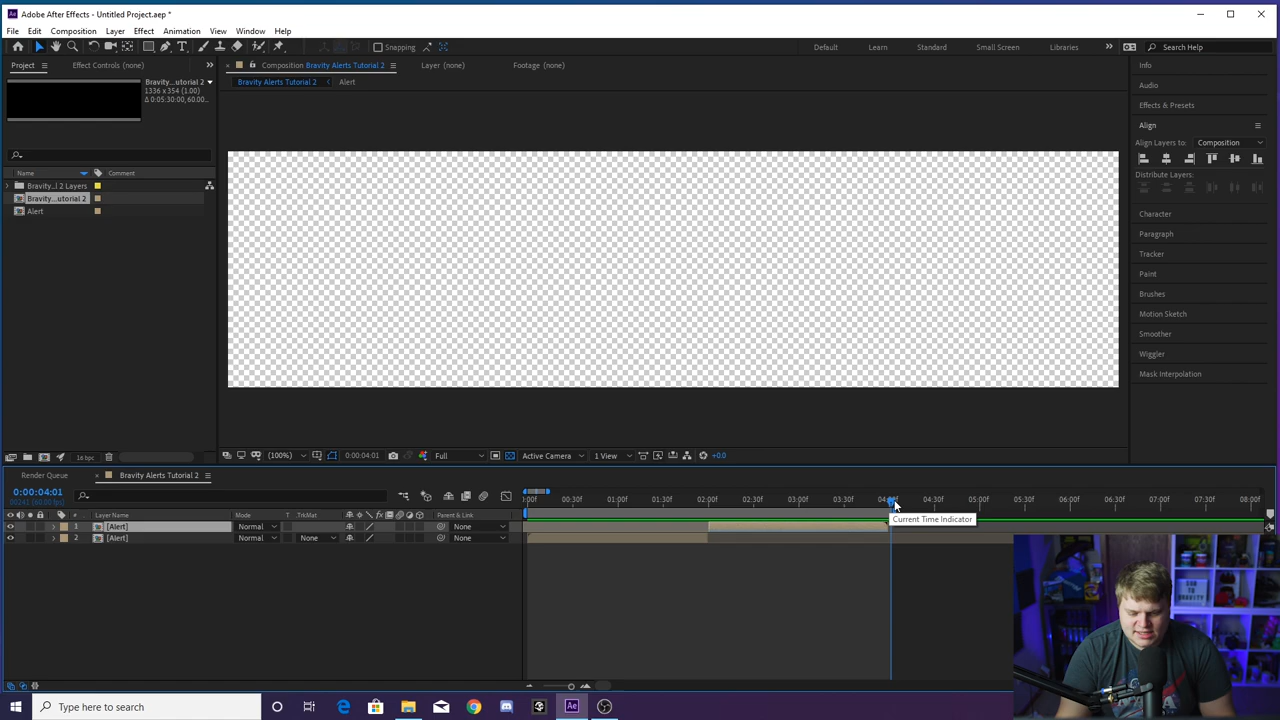 Adobe After Effects - Untitled Project.aep *
File Edit Composition Layer Effect Animation View Window Help
Snapping
Default Learn Standard Small Screen Libraries Search Help
Project Effect Controls (none)
Composition Bravity Alerts Tutorial 2 Layer (none) Footage (none)
Bravity Alerts Tutorial 2 Alert
Bravity...utorial 2
1336 x 354 (1.00)
Δ 0:05:30:00, 60.00...
Name Comment
Bravity...l 2 Layers
Bravity...utorial 2
Alert
Info
Audio
Effects & Presets
Align
Align Layers to: Composition
Distribute Layers:
Character
Paragraph
Tracker
Paint
Brushes
Motion Sketch
Smoother
Wiggler
Mask Interpolation
16 bpc
(100%) 0:00:04:01 Full Active Camera 1 View +0.0
Render Queue Bravity Alerts Tutorial 2
0:00:04:01
00241 (60.00 fps)
# Layer Name Mode T TrkMat Parent & Link
:00f 00:30f 01:00f 01:30f 02:00f 02:30f 03:00f 03:30f 04:00f 04:30f 05:00f 05:30f 06:00f 06:30f 07:00f 07:30f 08:00f
1 [Alert] Normal None
2 [Alert] Normal None None
Current Time Indicator
Type here to search